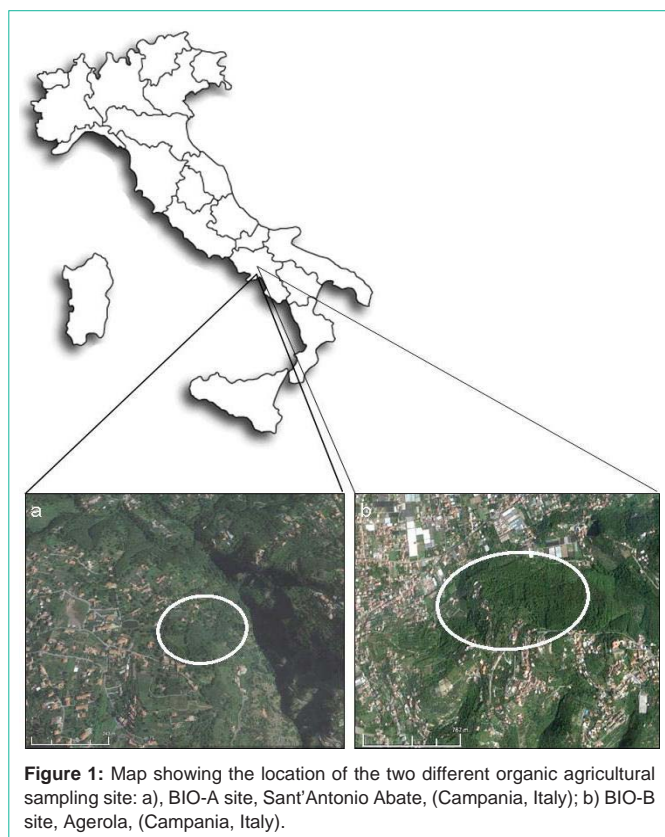 a
b
Figure 1: Map showing the location of the two different organic agricultural
sampling site: a), BIO-A site, Sant'Antonio Abate, (Campania, Italy); b) BIO-B
site, Agerola, (Campania, Italy).